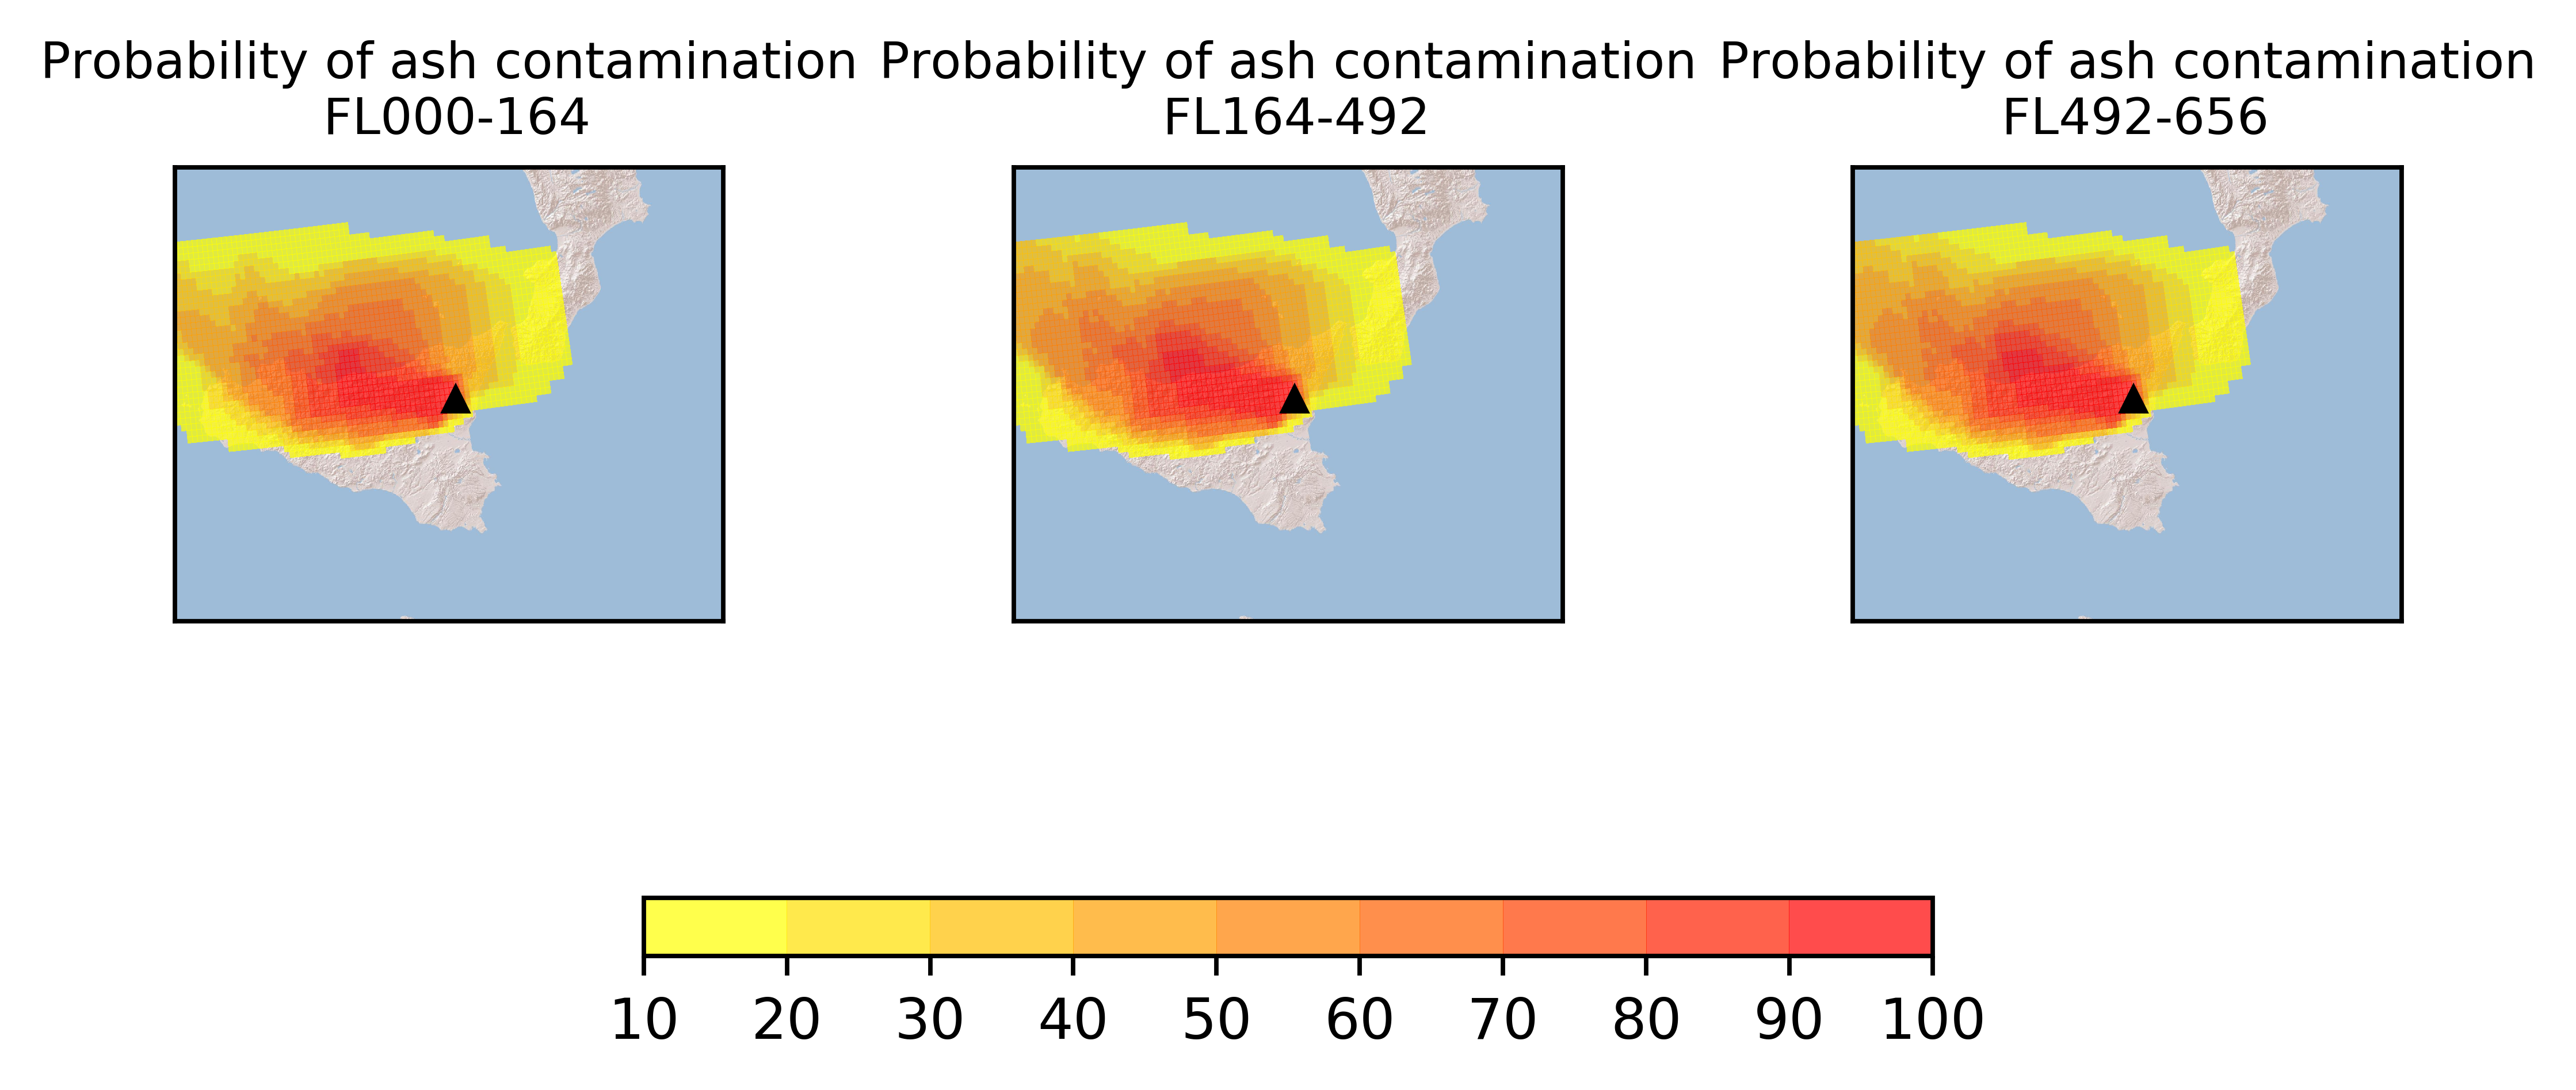 Probability of ash contamination
FL000-164
Probability of ash contamination
FL164-492
Probability of ash contamination
FL492-656
10 20 30 40 50 60 70 80 90 100